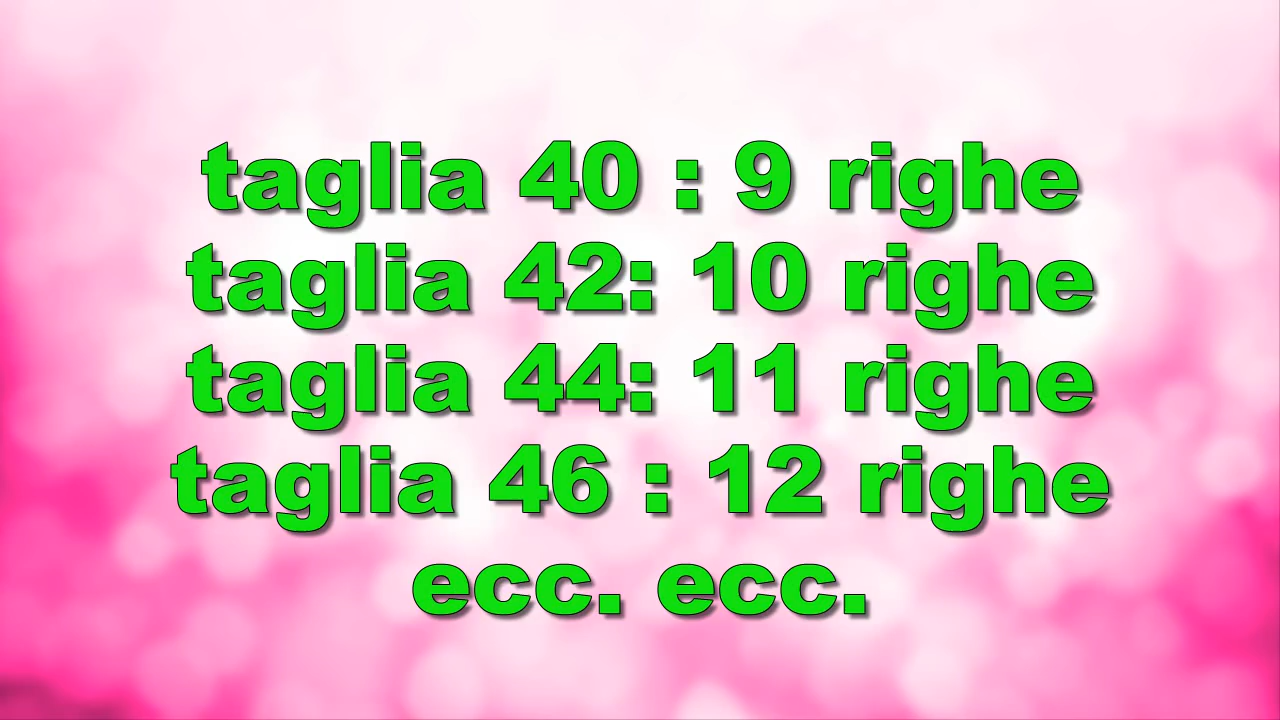 taglia 40 : 9 righe
taglia 42: 10 righe
taglia 44: 11 righe
taglia 46 : 12 righe
ecc. ecc.